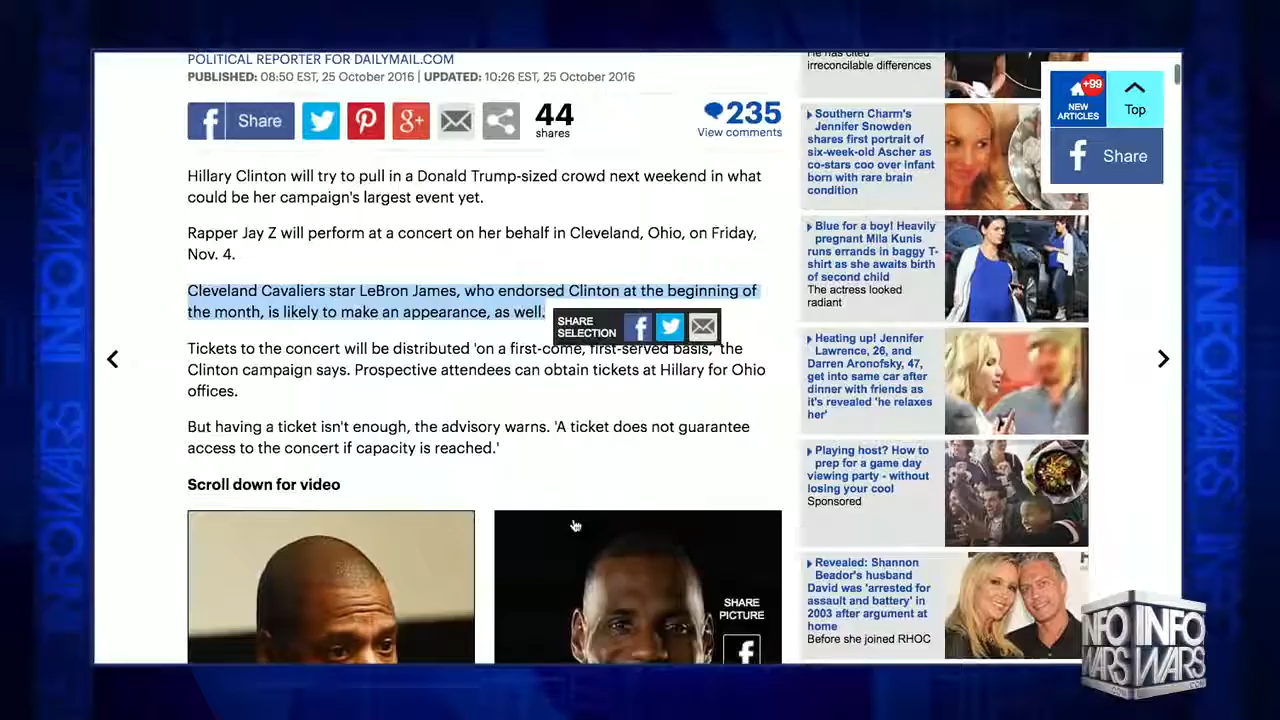 POLITICAL REPORTER FOR DAILYMAIL.COM
PUBLISHED: 08:50 EST, 25 October 2016 | UPDATED: 10:26 EST, 25 October 2016
Share
44
shares
235
View comments
Hillary Clinton will try to pull in a Donald Trump-sized crowd next weekend in what
could be her campaign's largest event yet.
Rapper Jay Z will perform at a concert on her behalf in Cleveland, Ohio, on Friday,
Nov. 4.
Cleveland Cavaliers star LeBron James, who endorsed Clinton at the beginning of
the month, is likely to make an appearance, as well.
SHARE
SELECTION
Tickets to the concert will be distributed 'on a first-come, first-served basis,' the
Clinton campaign says. Prospective attendees can obtain tickets at Hillary for Ohio
offices.
But having a ticket isn't enough, the advisory warns. 'A ticket does not guarantee
access to the concert if capacity is reached.'
Scroll down for video
SHARE
PICTURE
He has cited
irreconcilable differences
Southern Charm's
Jennifer Snowden
shares first portrait of
six-week-old Ascher as
co-stars coo over infant
born with rare brain
condition
Blue for a boy! Heavily
pregnant Mila Kunis
runs errands in baggy T-
shirt as she awaits birth
of second child
The actress looked
radiant
Heating up! Jennifer
Lawrence, 26, and
Darren Aronofsky, 47,
get into same car after
dinner with friends as
it's revealed 'he relaxes
her'
Playing host? How to
prep for a game day
viewing party - without
losing your cool
Sponsored
Revealed: Shannon
Beador's husband
David was 'arrested for
assault and battery' in
2003 after argument at
home
Before she joined RHOC
+99
NEW
ARTICLES
Top
Share
INFOWARS
INFO
WARS
.COM